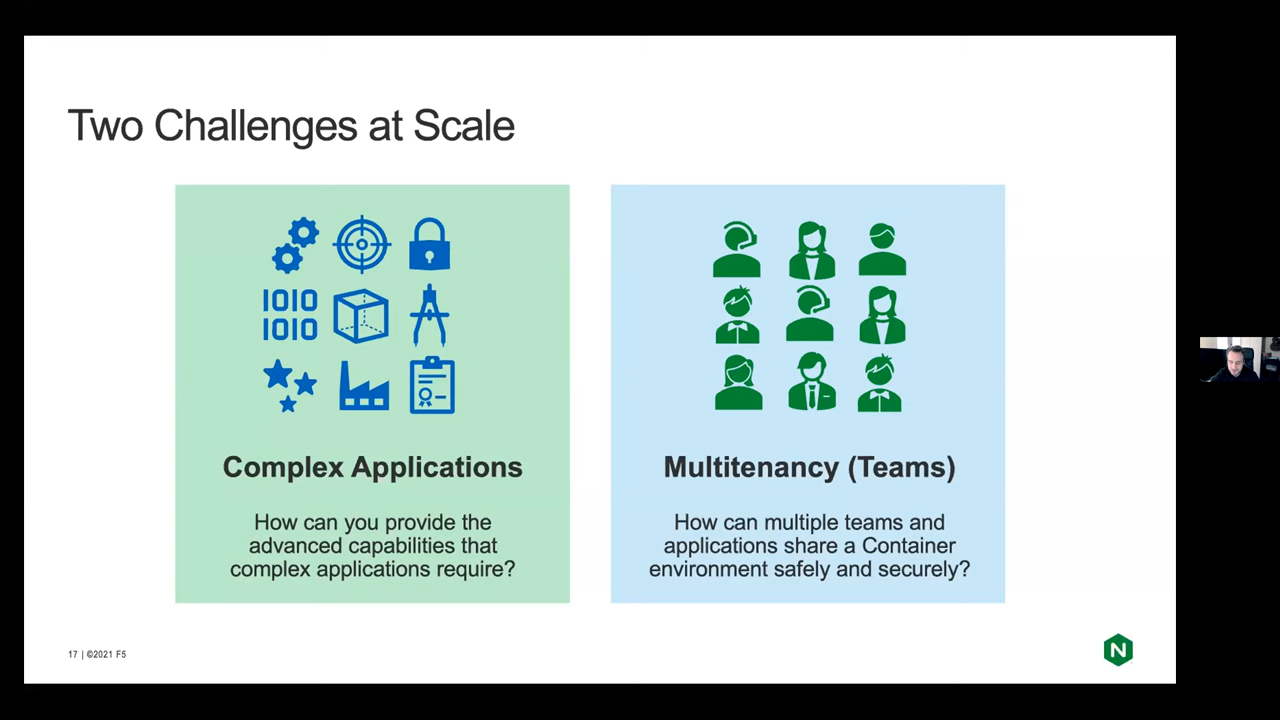 Two Challenges at Scale
1010
1010
Complex Applications
How can you provide the
advanced capabilities that
complex applications require?
Multitenancy (Teams)
How can multiple teams and
applications share a Container
environment safely and securely?
17 | ©2021 F5
N